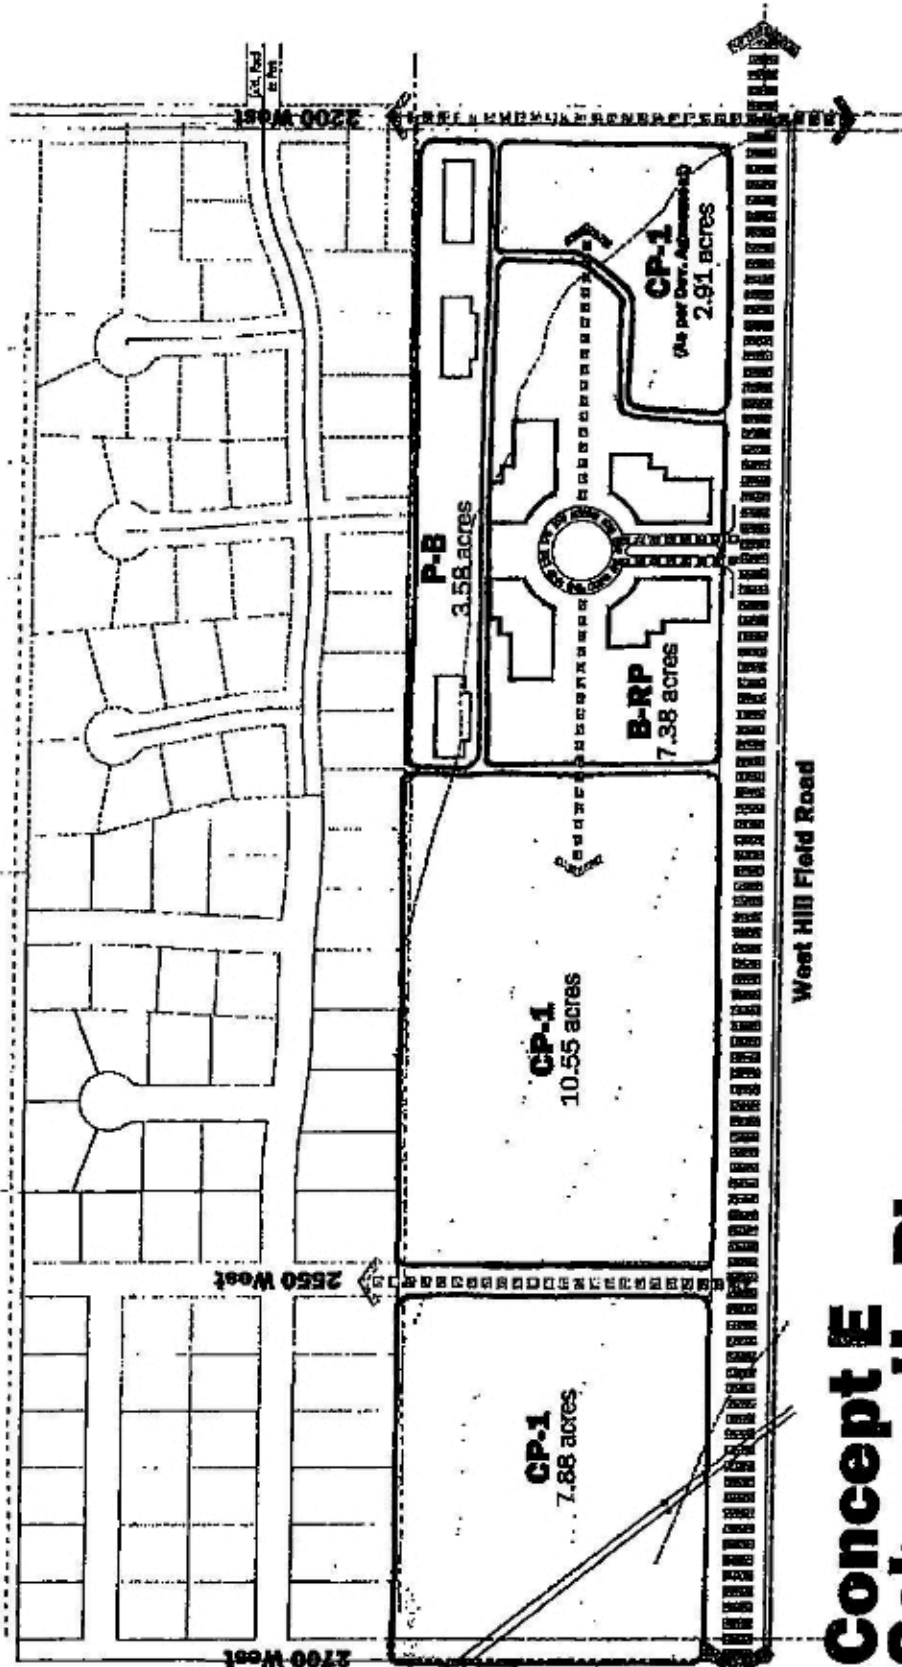 2200 West
P-B
3.58 acres
CP-1
(As per Dev. Agreement)
2.91 acres
B-RP
7.38 acres
CP-1
10.55 acres
2550 West
CP-1
7.88 acres
2700 West
West Hill Field Road
Concept E